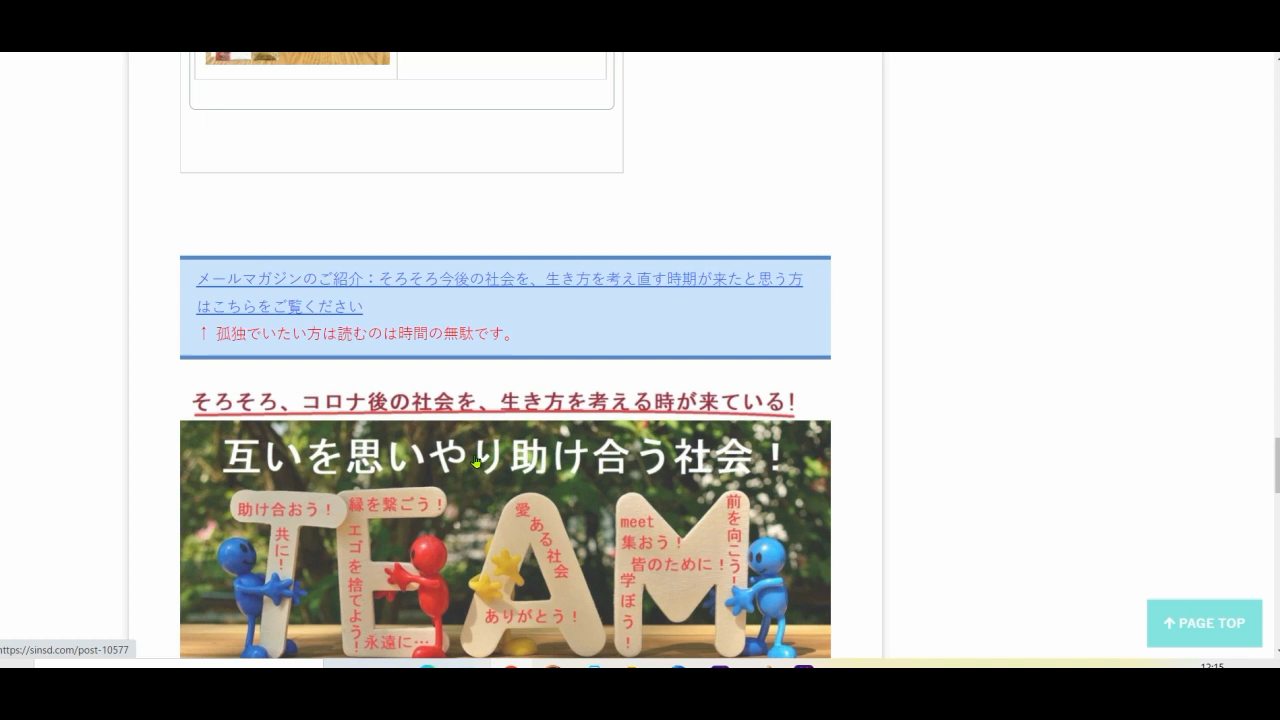 メールマガジンのご紹介：そろそろ今後の社会を、生き方を考え直す時期が来たと思う方
はこちらをご覧ください
↑ 孤独でいたい方は読むのは時間の無駄です。
そろそろ、コロナ後の社会を、生き方を考える時が来ている！
互いを思いやり助け合う社会！
助け合おう！
共に！
縁を繋ごう！
エゴを捨てよう！
永遠に…
愛ある社会
ありがとう！
meet
集おう！
皆のために！
学ぼう！
前を向こう！
↑ PAGE TOP
https://sinsd.com/post-10577
12:15